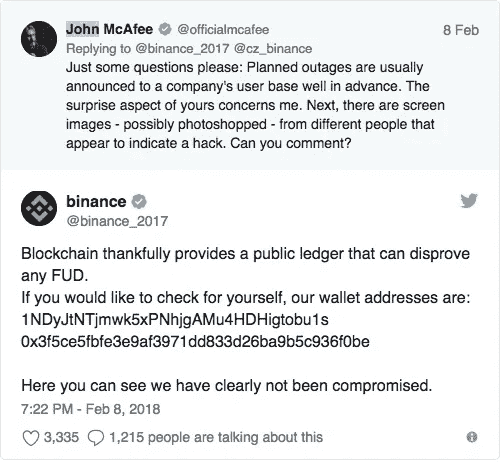 John McAfee @officialmcafee 8 Feb
Replying to @binance_2017 @cz_binance
Just some questions please: Planned outages are usually
announced to a company's user base well in advance. The
surprise aspect of yours concerns me. Next, there are screen
images - possibly photoshopped - from different people that
appear to indicate a hack. Can you comment?
binance
@binance_2017
Blockchain thankfully provides a public ledger that can disprove
any FUD.
If you would like to check for yourself, our wallet addresses are:
1NDyJtNTjmwk5xPNhjgAMu4HDHigtobu1s
0x3f5ce5fbfe3e9af3971dd833d26ba9b5c936f0be
Here you can see we have clearly not been compromised.
7:22 PM - Feb 8, 2018
3,335 1,215 people are talking about this